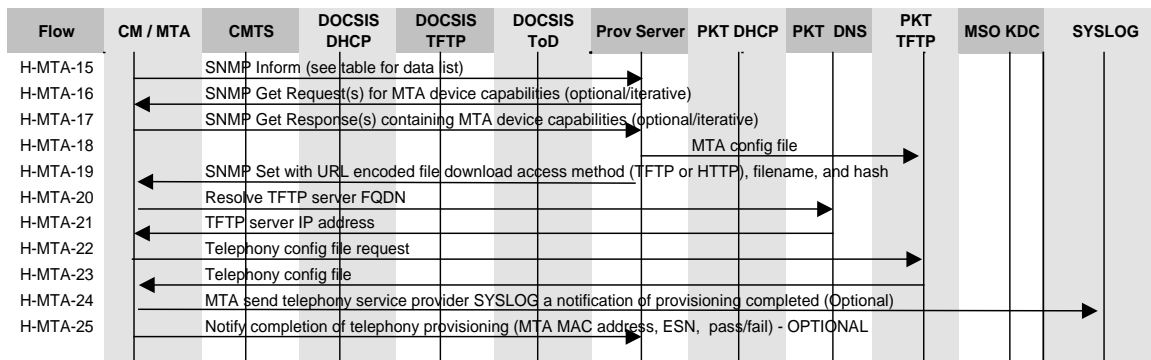 Flow CM / MTA CMTS DOCSIS DHCP DOCSIS TFTP DOCSIS ToD Prov Server PKT DHCP PKT DNS PKT TFTP MSO KDC SYSLOG
H-MTA-15 SNMP Inform (see table for data list)
H-MTA-16 SNMP Get Request(s) for MTA device capabilities (optional/iterative)
H-MTA-17 SNMP Get Response(s) containing MTA device capabilities (optional/iterative)
H-MTA-18 MTA config file
H-MTA-19 SNMP Set with URL encoded file download access method (TFTP or HTTP), filename, and hash
H-MTA-20 Resolve TFTP server FQDN
H-MTA-21 TFTP server IP address
H-MTA-22 Telephony config file request
H-MTA-23 Telephony config file
H-MTA-24 MTA send telephony service provider SYSLOG a notification of provisioning completed (Optional)
H-MTA-25 Notify completion of telephony provisioning (MTA MAC address, ESN, pass/fail) - OPTIONAL